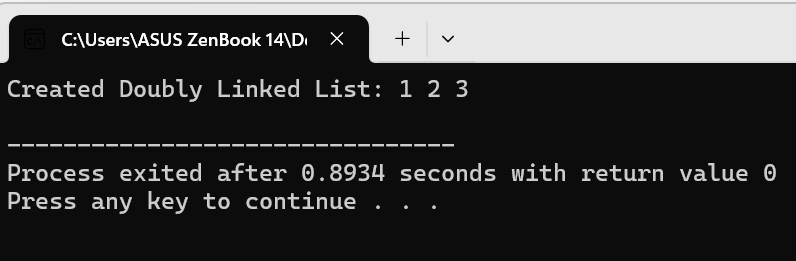 C:\Users\ASUS ZenBook 14\D
Created Doubly Linked List: 1 2 3
--------------------------------
Process exited after 0.8934 seconds with return value 0
Press any key to continue . . .